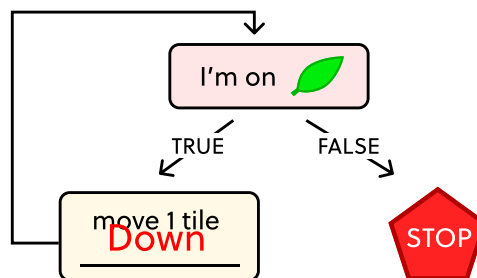 I'm on
TRUE
FALSE
move 1 tile
Down
STOP